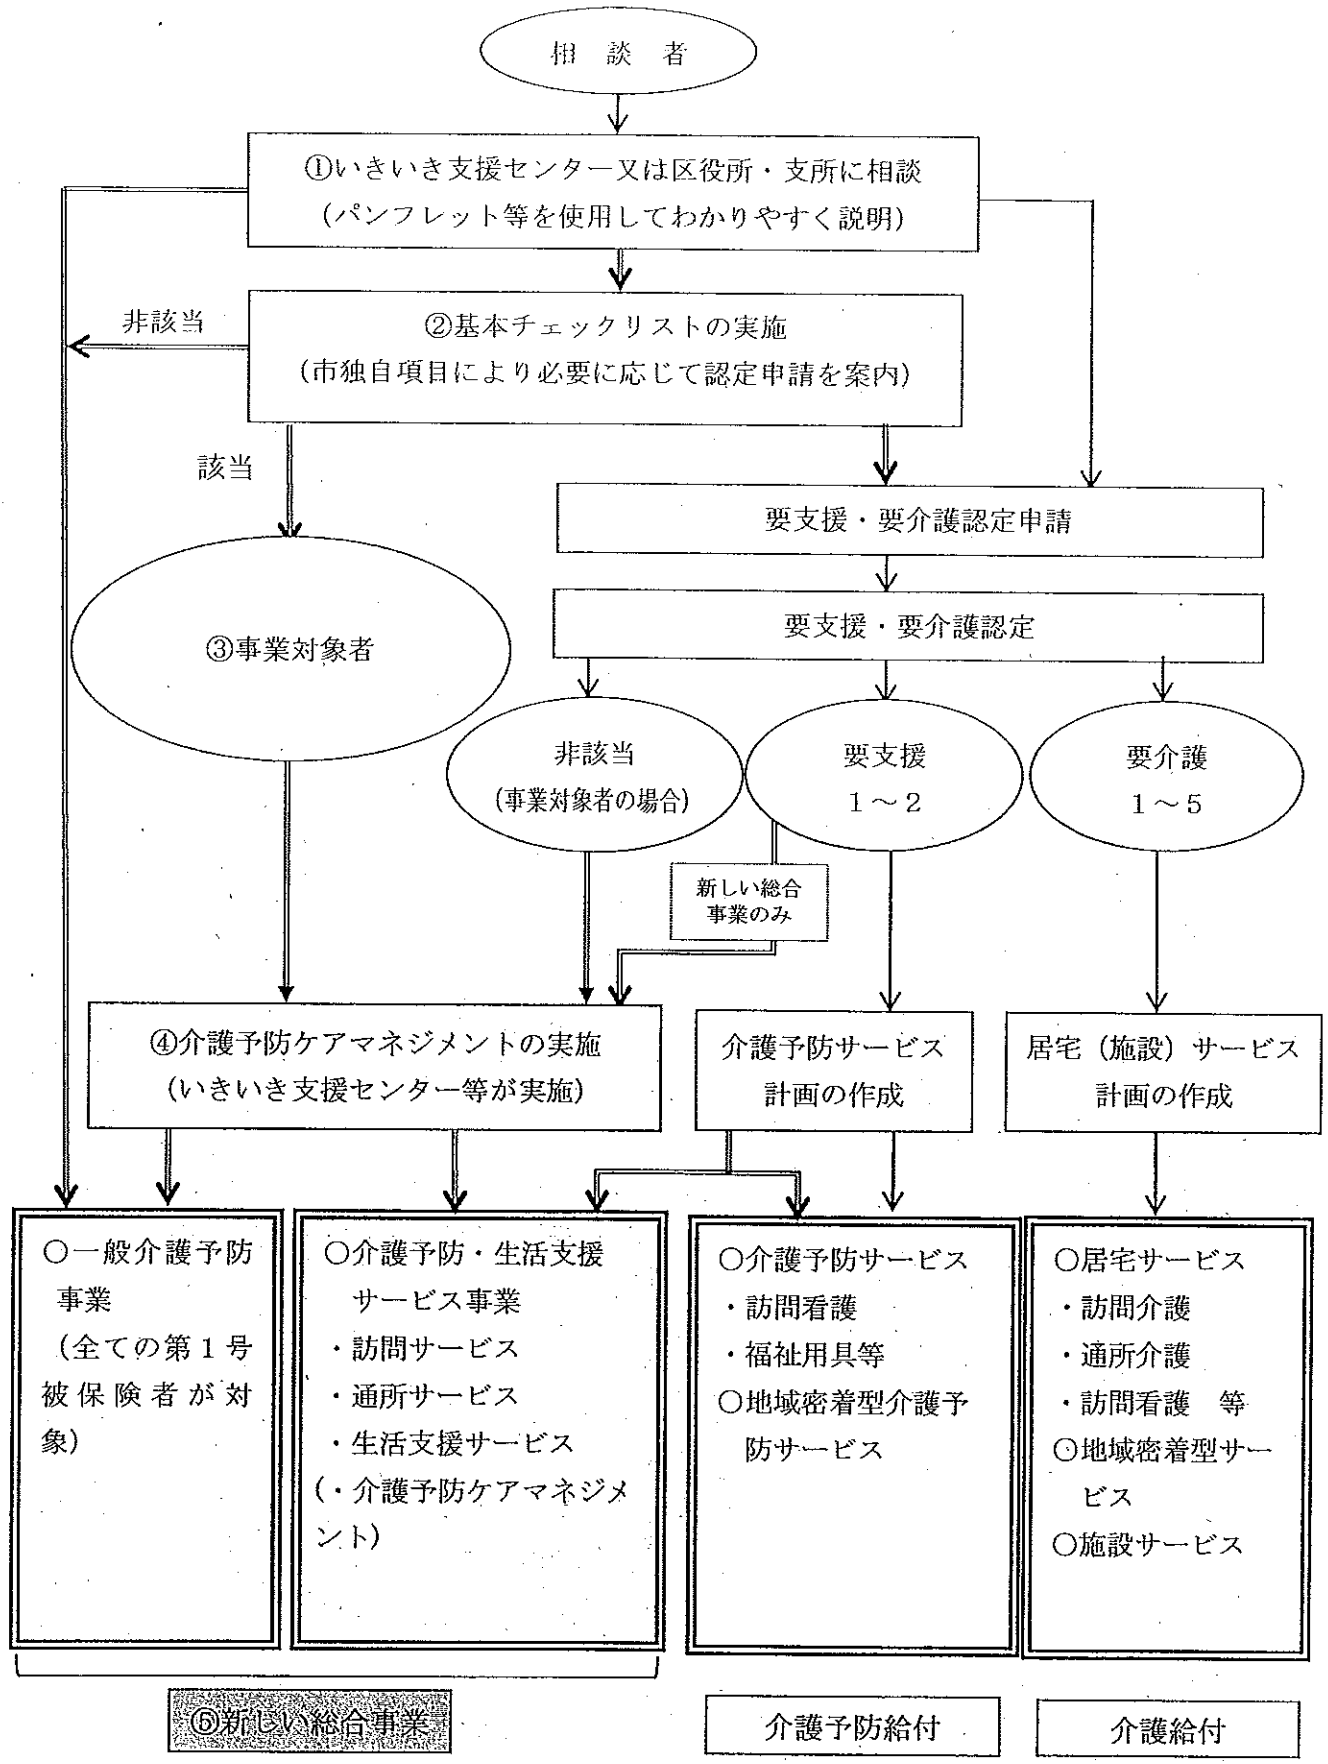 相　談　者
①いきいき支援センター又は区役所・支所に相談
（パンフレット等を使用してわかりやすく説明）
非該当
②基本チェックリストの実施
（市独自項目により必要に応じて認定申請を案内）
該当
要支援・要介護認定申請
要支援・要介護認定
③事業対象者
非該当
（事業対象者の場合）
要支援
１～２
要介護
１～５
新しい総合
事業のみ
④介護予防ケアマネジメントの実施
（いきいき支援センター等が実施）
介護予防サービス
計画の作成
居宅（施設）サービス
計画の作成
○一般介護予防
事業
（全ての第１号
被保険者が対
象）
○介護予防・生活支援
サービス事業
・訪問サービス
・通所サービス
・生活支援サービス
（・介護予防ケアマネジメ
ント）
○介護予防サービス
・訪問看護
・福祉用具等
○地域密着型介護予
防サービス
○居宅サービス
・訪問介護
・通所介護
・訪問看護　等
○地域密着型サー
ビス
○施設サービス
⑤新しい総合事業
介護予防給付
介護給付